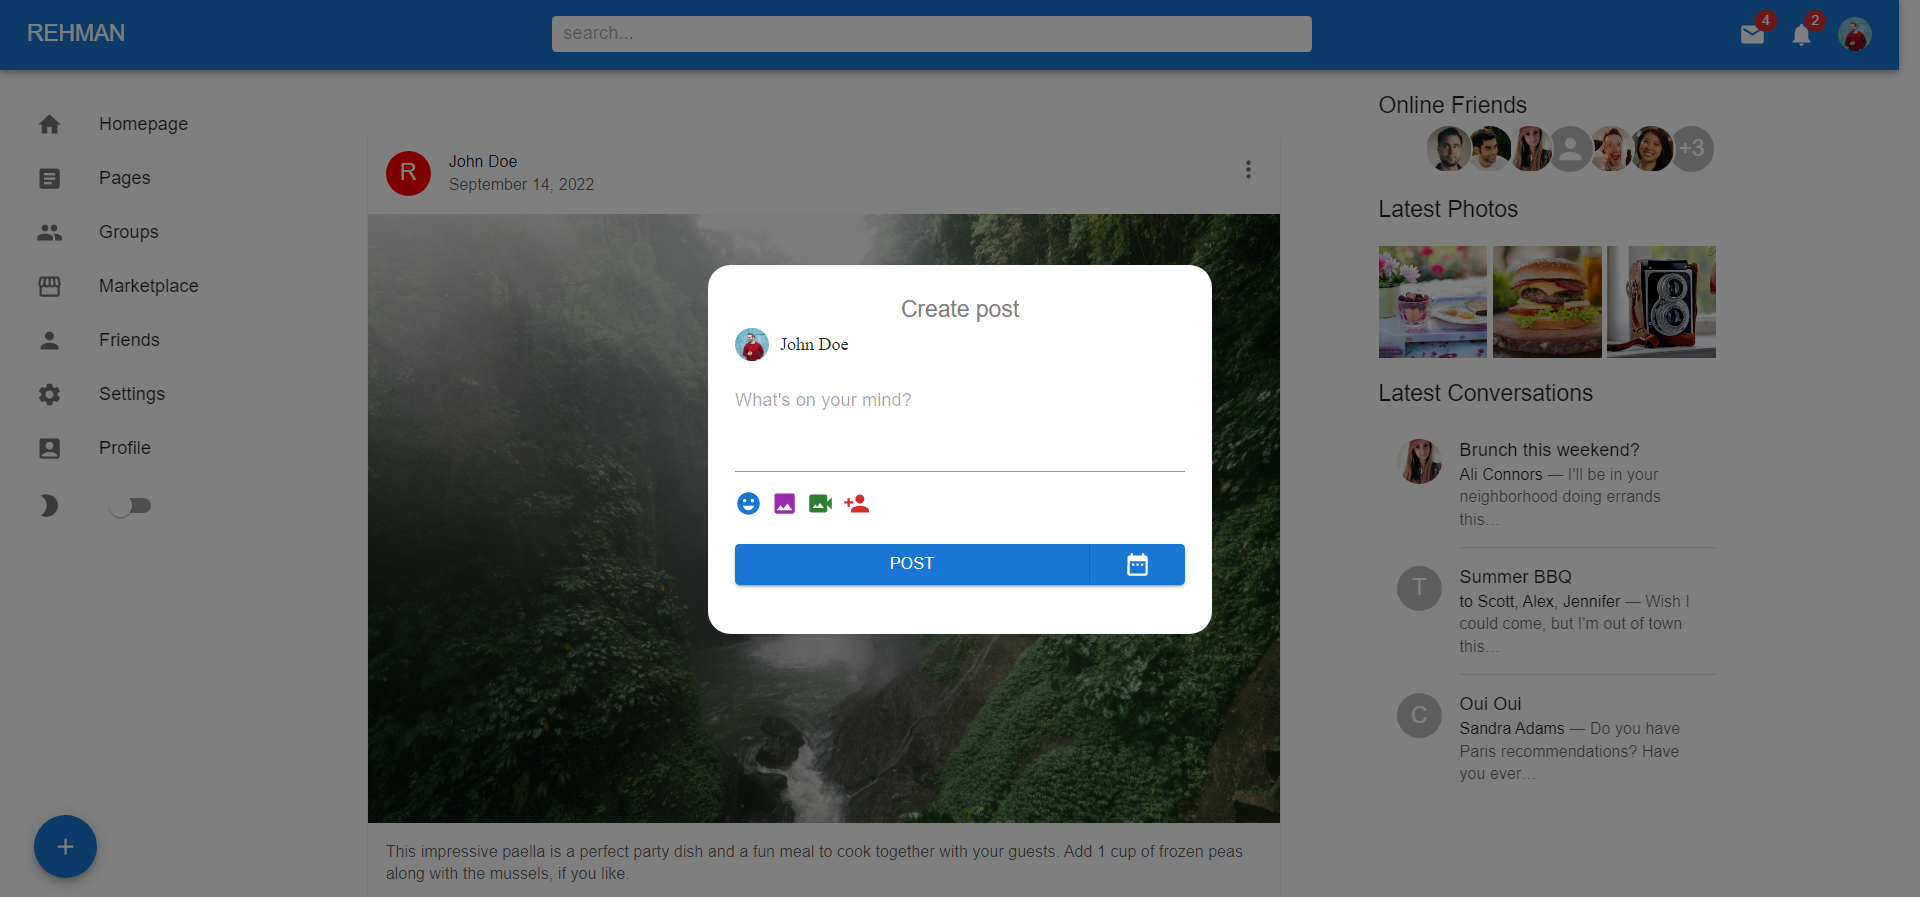 REHMAN
search...
4
2
Homepage
Pages
Groups
Marketplace
Friends
Settings
Profile
R
John Doe
September 14, 2022
Create post
John Doe
What's on your mind?
POST
This impressive paella is a perfect party dish and a fun meal to cook together with your guests. Add 1 cup of frozen peas
along with the mussels, if you like.
Online Friends
+3
Latest Photos
Latest Conversations
Brunch this weekend?
Ali Connors — I'll be in your
neighborhood doing errands
this…
T
Summer BBQ
to Scott, Alex, Jennifer — Wish I
could come, but I'm out of town
this…
C
Oui Oui
Sandra Adams — Do you have
Paris recommendations? Have
you ever…